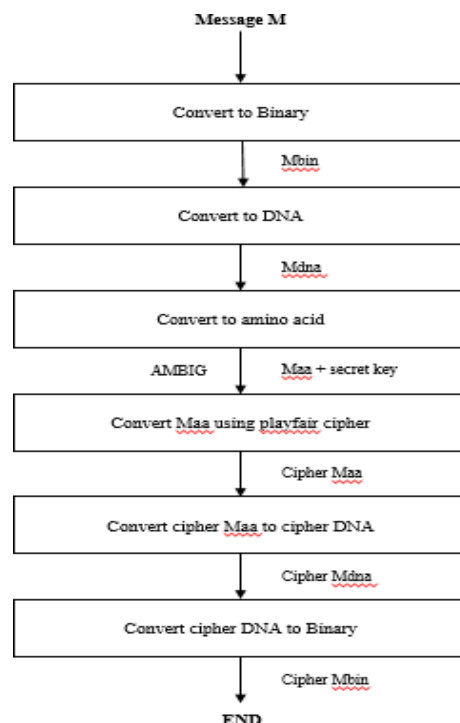 Message M
Convert to Binary
Mbin
Convert to DNA
Mdna
Convert to amino acid
AMBIG Maa + secret key
Convert Maa using playfair cipher
Cipher Maa
Convert cipher Maa to cipher DNA
Cipher Mdna
Convert cipher DNA to Binary
Cipher Mbin
END